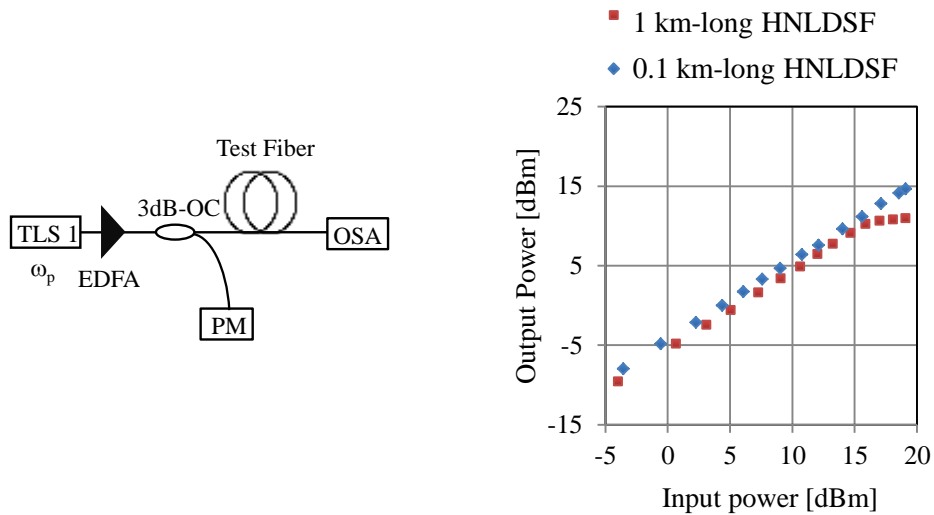 Test Fiber
3dB-OC
TLS 1
OSA
ωp
EDFA
PM
1 km-long HNLDSF
0.1 km-long HNLDSF
Output Power [dBm]
25
15
5
-5
-15
-5 0 5 10 15 20
Input power [dBm]